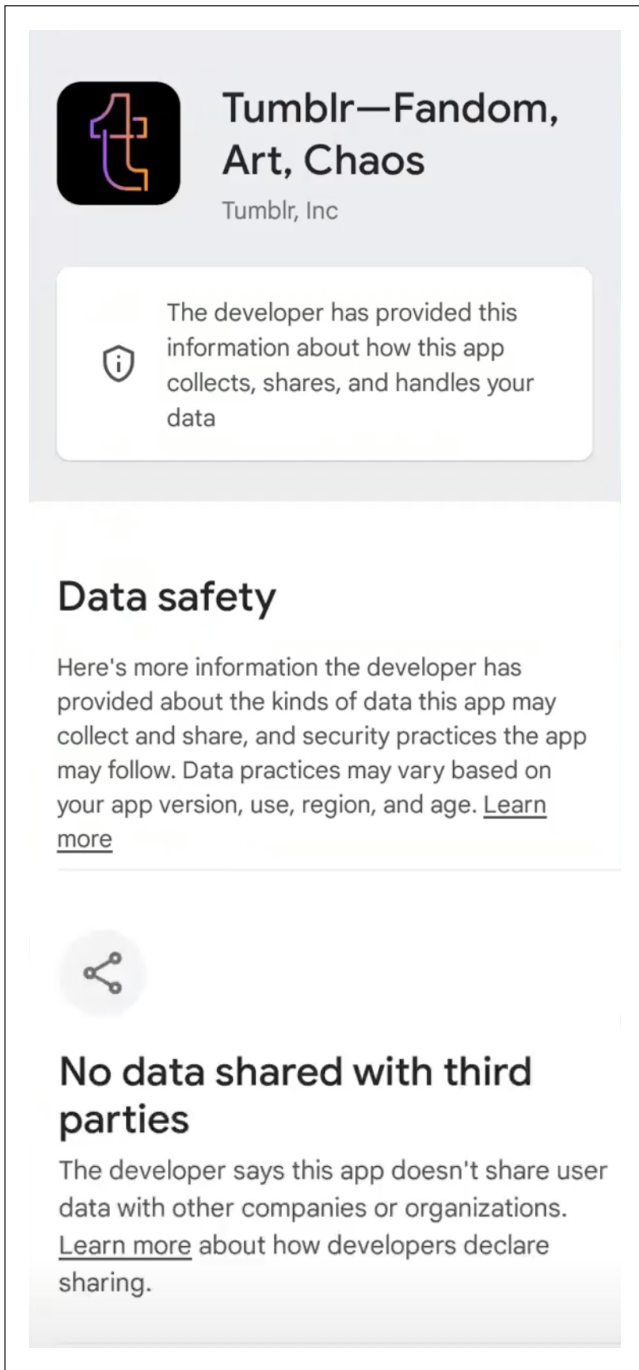 Tumblr—Fandom,
Art, Chaos
Tumblr, Inc
The developer has provided this
information about how this app
collects, shares, and handles your
data
Data safety
Here's more information the developer has
provided about the kinds of data this app may
collect and share, and security practices the app
may follow. Data practices may vary based on
your app version, use, region, and age. Learn
more
No data shared with third
parties
The developer says this app doesn't share user
data with other companies or organizations.
Learn more about how developers declare
sharing.